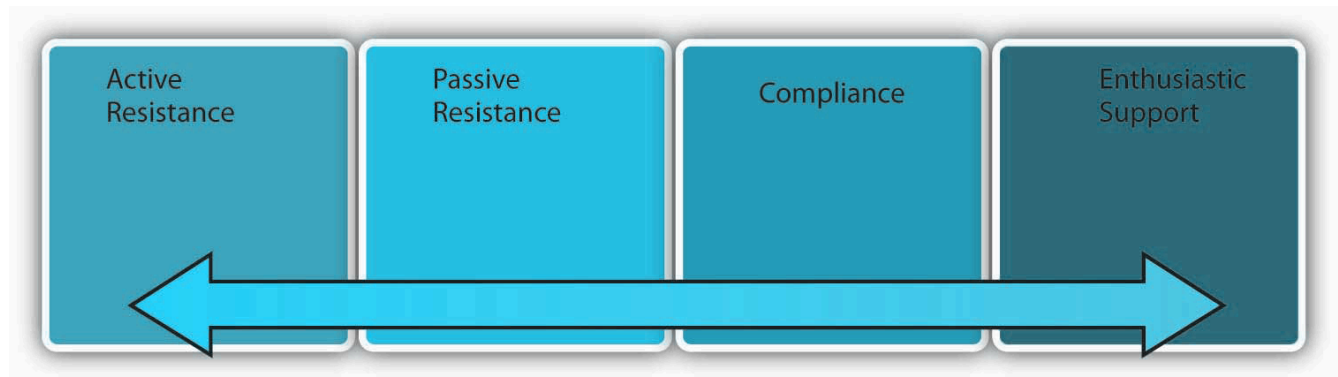 Active
Resistance
Passive
Resistance
Compliance
Enthusiastic
Support